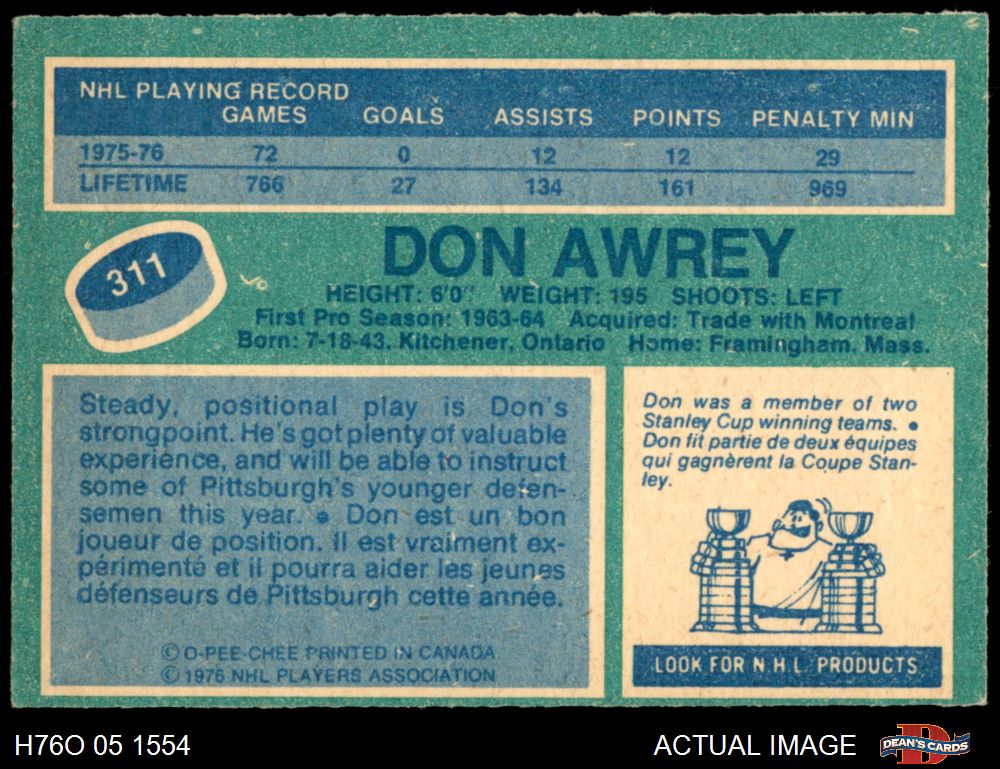 NHL PLAYING RECORD
GAMES GOALS ASSISTS POINTS PENALTY MIN
1975-76 72 0 12 12 29
LIFETIME 766 27 134 161 969
311
DON AWREY
HEIGHT: 6'0" WEIGHT: 195 SHOOTS: LEFT
First Pro Season: 1963-64 Acquired: Trade with Montreal
Born: 7-18-43, Kitchener, Ontario Home: Framingham, Mass.
Steady, positional play is Don's
strongpoint. He's got plenty of valuable
experience, and will be able to instruct
some of Pittsburgh's younger defen-
semen this year. • Don est un bon
joueur de position. Il est vraiment ex-
périmenté et il pourra aider les jeunes
défenseurs de Pittsburgh cette année.
© O-PEE-CHEE PRINTED IN CANADA
© 1976 NHL PLAYERS ASSOCIATION
Don was a member of two
Stanley Cup winning teams. •
Don fit partie de deux équipes
qui gagnèrent la Coupe Stan-
ley.
LOOK FOR N H L PRODUCTS
H76O 05 1554
ACTUAL IMAGE
DEAN'S CARDS